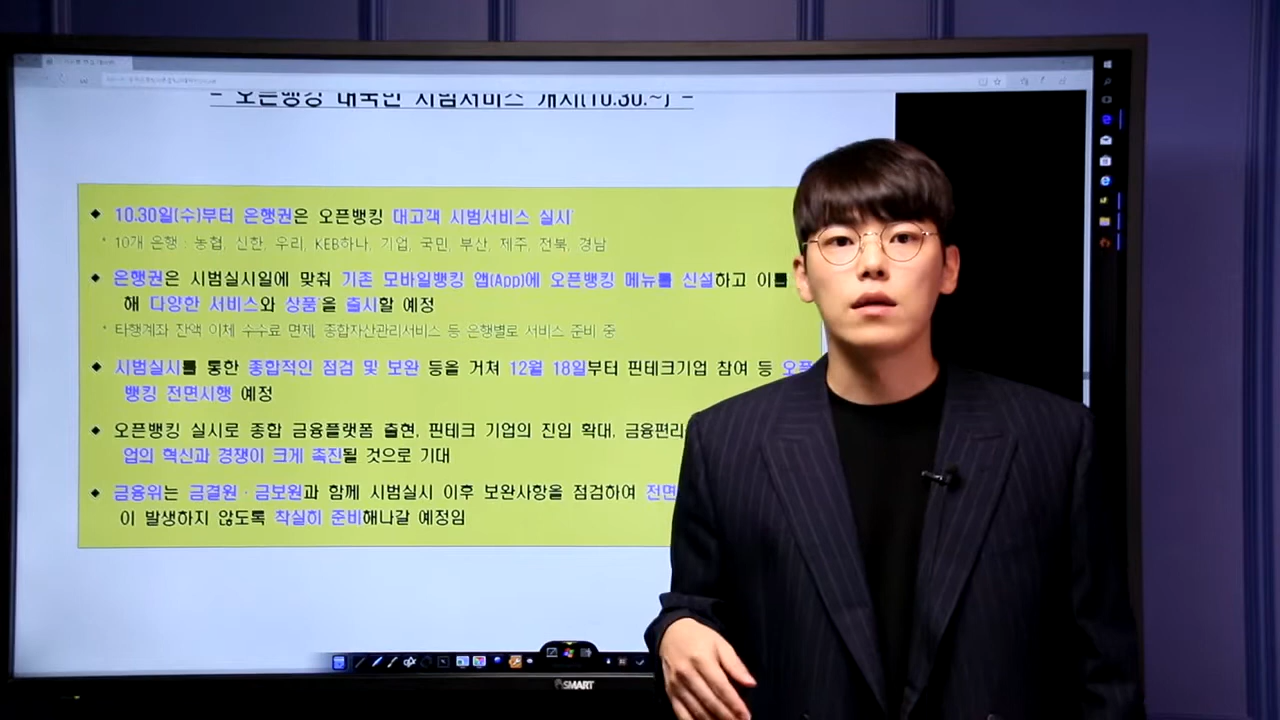 - 오픈뱅킹 대국민 시범서비스 개시(10.30.~) -
◆ 10.30일(수)부터 은행권은 오픈뱅킹 대고객 시범서비스 실시*
* 10개 은행 : 농협, 신한, 우리, KEB하나, 기업, 국민, 부산, 제주, 전북, 경남
◆ 은행권은 시범실시일에 맞춰 기존 모바일뱅킹 앱(App)에 오픈뱅킹 메뉴를 신설하고 이를
해 다양한 서비스와 상품*을 출시할 예정
* 타행계좌 잔액 이체 수수료 면제, 종합자산관리서비스 등 은행별로 서비스 준비 중
◆ 시범실시를 통한 종합적인 점검 및 보완 등을 거쳐 12월 18일부터 핀테크기업 참여 등 오픈
뱅킹 전면시행 예정
◆ 오픈뱅킹 실시로 종합 금융플랫폼 출현, 핀테크 기업의 진입 확대, 금융편리
업의 혁신과 경쟁이 크게 촉진될 것으로 기대
◆ 금융위는 금결원·금보원과 함께 시범실시 이후 보완사항을 점검하여 전면
이 발생하지 않도록 착실히 준비해나갈 예정임
SMART